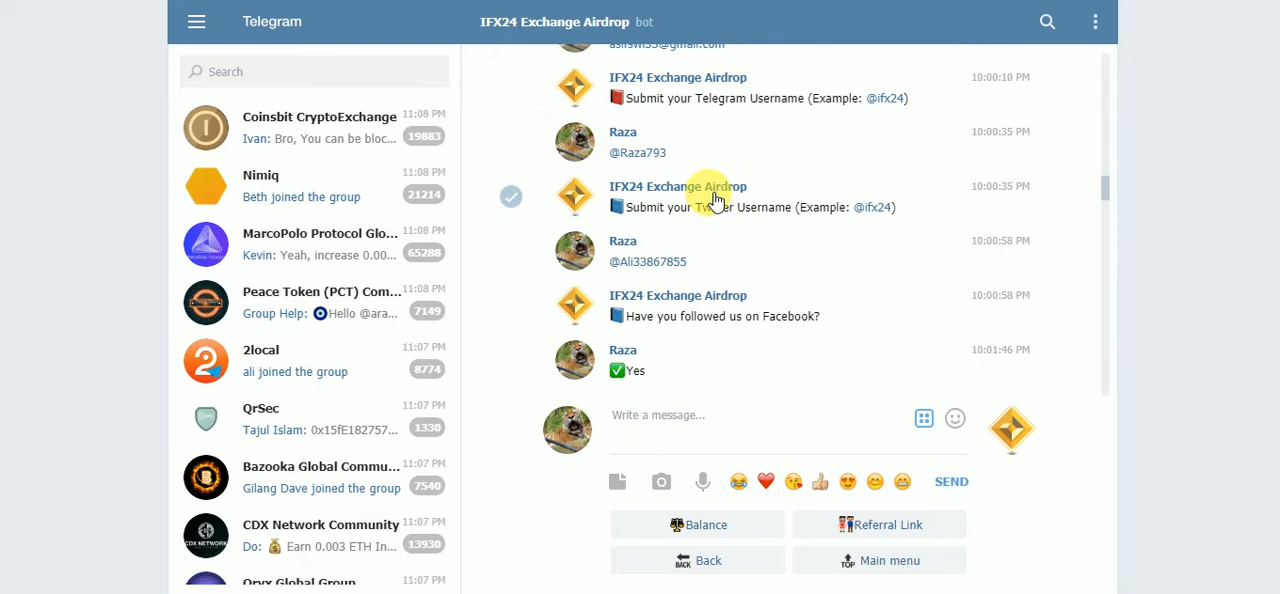 Telegram
IFX24 Exchange Airdrop bot
Search
Coinsbit CryptoExchange 11:08 PM
Ivan: Bro, You can be bloc... 19883
Nimiq 11:08 PM
Beth joined the group 21214
MarcoPolo Protocol Glo... 11:08 PM
Kevin: Yeah, increase 0.00... 65288
Peace Token (PCT) Com... 11:08 PM
Group Help: Hello @ara... 7149
2local 11:07 PM
ali joined the group 8774
QrSec 11:07 PM
Tajul Islam: 0x15fE182757... 1330
Bazooka Global Commu... 11:07 PM
Gilang Dave joined the group 7540
CDX Network Community 11:07 PM
Do: 💰 Earn 0.003 ETH In... 13930
Oryx Global Group 11:07 PM
asifswl33@gmail.com
IFX24 Exchange Airdrop 10:00:10 PM
📕Submit your Telegram Username (Example: @ifx24)
Raza 10:00:35 PM
@Raza793
IFX24 Exchange Airdrop 10:00:35 PM
📘Submit your Twitter Username (Example: @ifx24)
Raza 10:00:58 PM
@Ali33867855
IFX24 Exchange Airdrop 10:00:58 PM
📘Have you followed us on Facebook?
Raza 10:01:46 PM
✅Yes
Write a message...
SEND
Balance
Referral Link
BACK Back
TOP Main menu